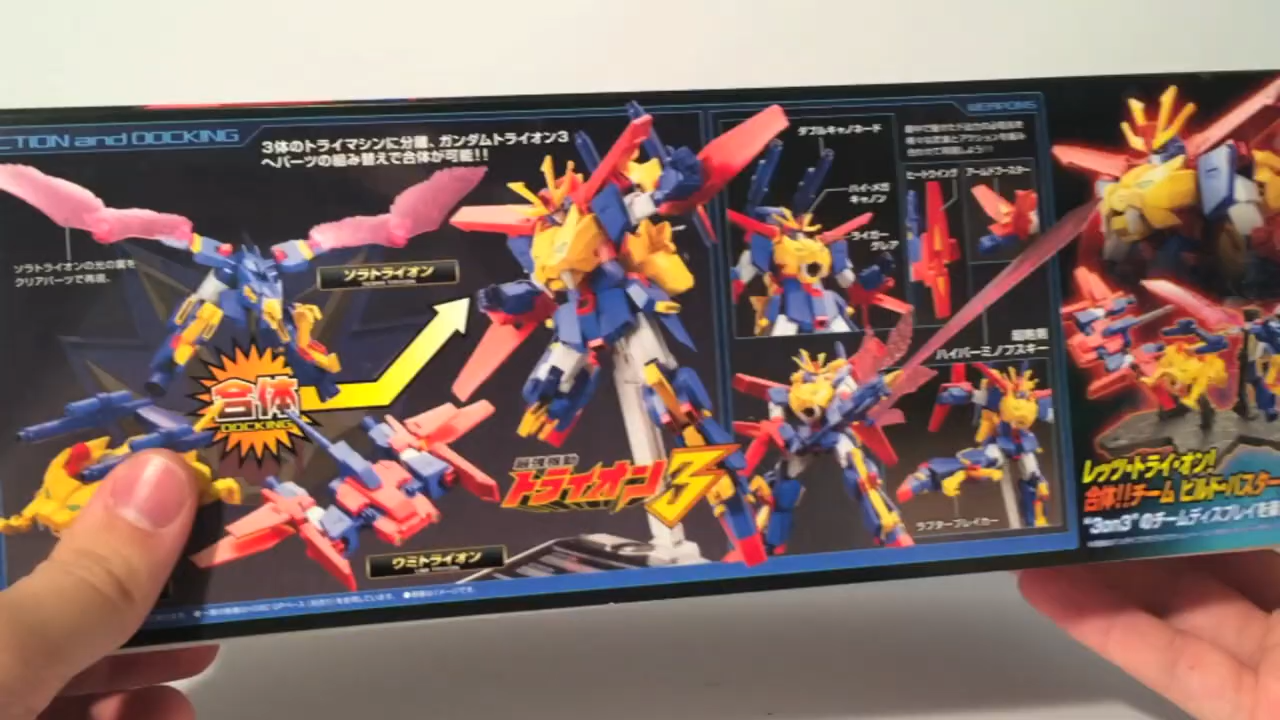 CTION and DOCKING
3体のトライマシンに分離、ガンダムトライオン3
へパーツの組み替えで合体が可能!!
ソラトライオンの光の翼を
クリアパーツで再現。
ソラトライオン
合体
DOCKING
ウミトライオン
最強機動
トライオン3
WEAPONS
ダブルキャノネード
ハイ・メガ
キャノン
ライガー
グレア
ヒートウイング
アームドブースター
超絶剣
ハイパーミノフスキー
ラプターブレイカー
レッツ・トライ・オン!
合体!!チーム ビルドバスター
"3on3"のチームディスプレイを